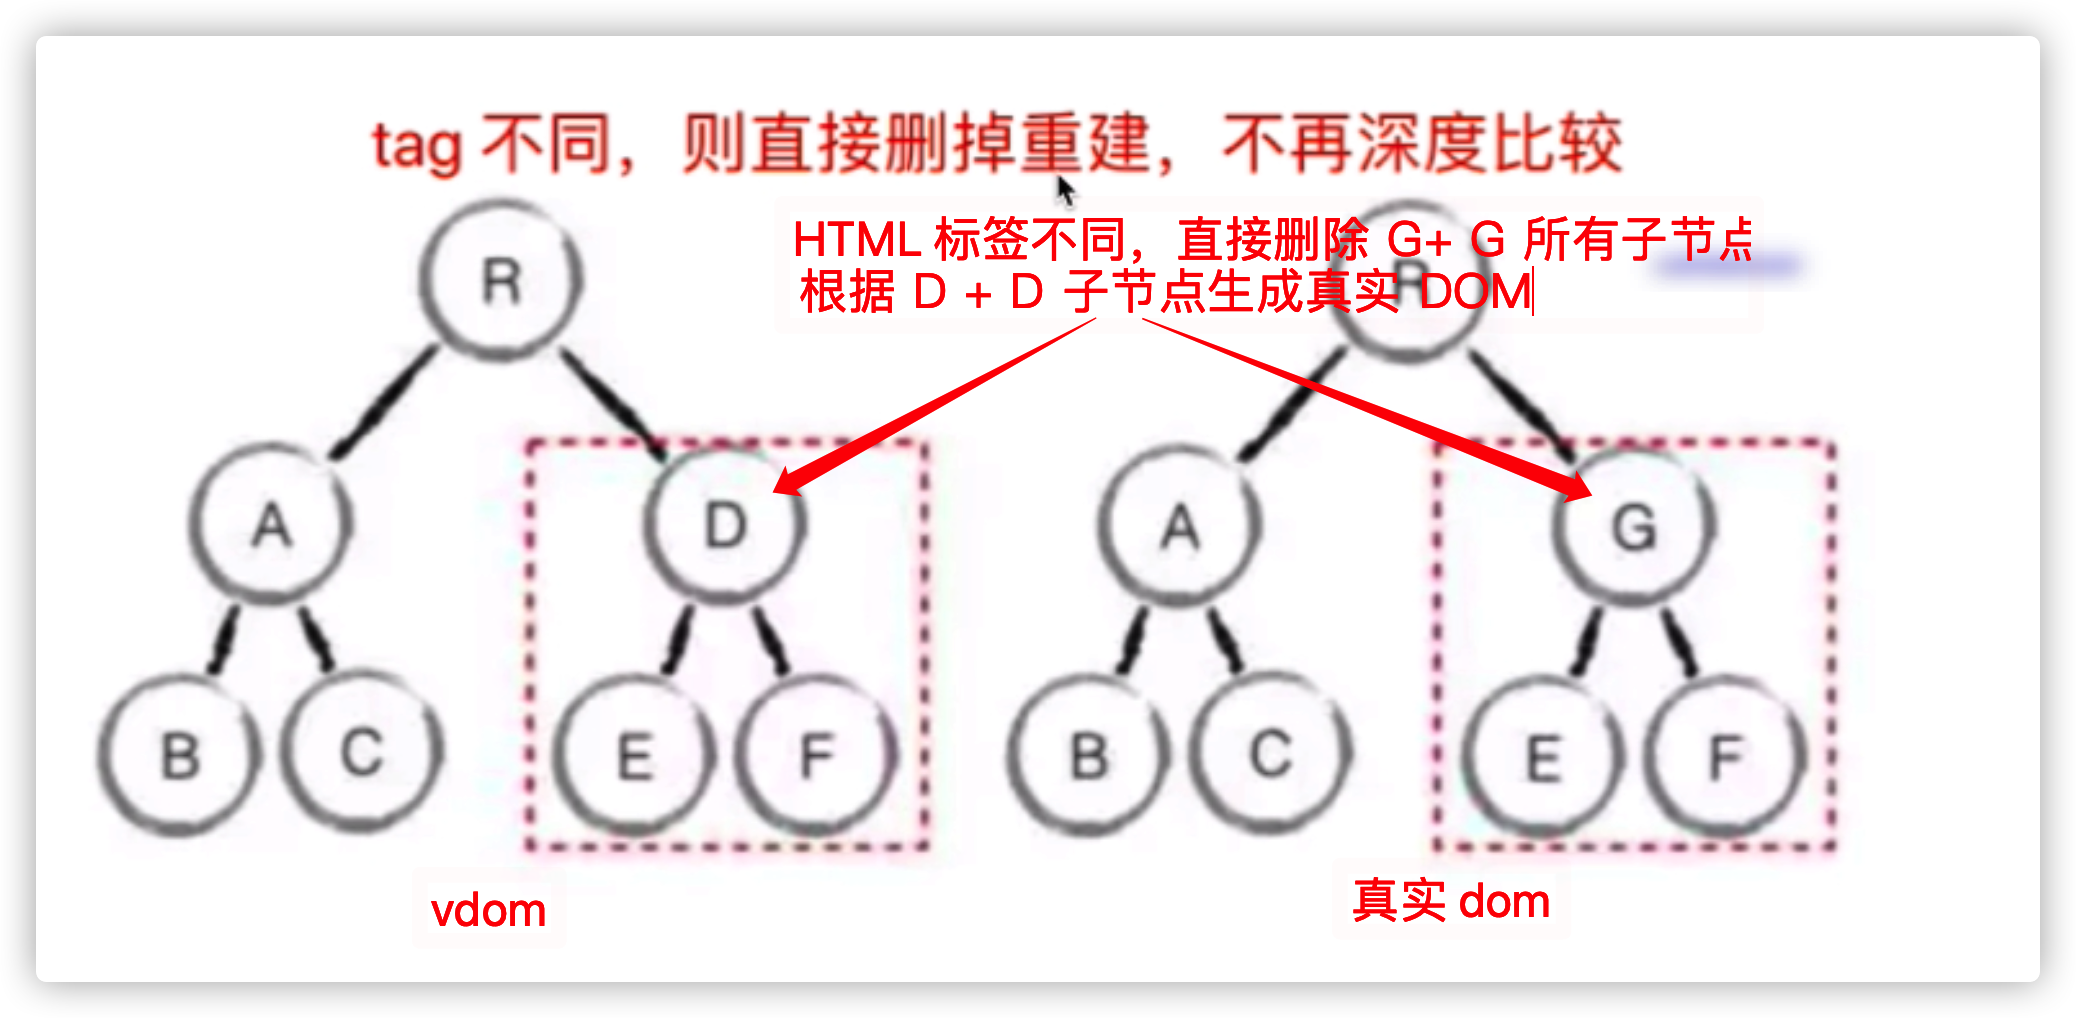 tag 不同，则直接删掉重建，不再深度比较
HTML 标签不同，直接删除 G+ G 所有子节点
根据 D + D 子节点生成真实 DOM
R
R
A
D
A
G
B
C
E
F
B
C
E
F
vdom
真实 dom